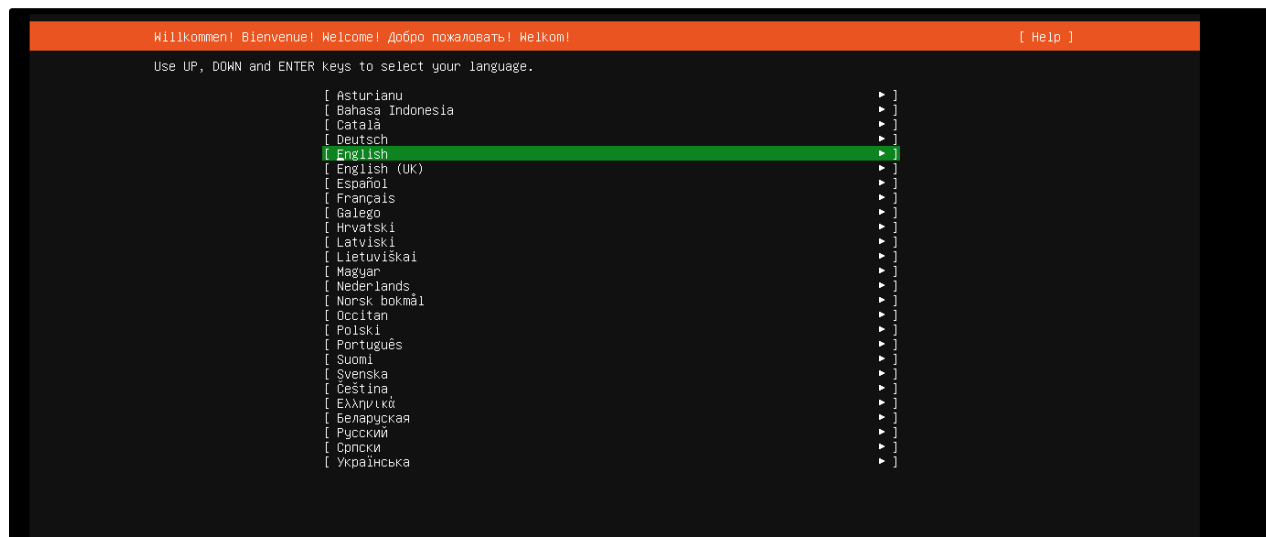 Willkommen! Bienvenue! Welcome! Добро пожаловать! Welkom! [ Help ]
Use UP, DOWN and ENTER keys to select your language.
[ Asturianu ► ]
[ Bahasa Indonesia ► ]
[ Català ► ]
[ Deutsch ► ]
[ English ► ]
[ English (UK) ► ]
[ Español ► ]
[ Français ► ]
[ Galego ► ]
[ Hrvatski ► ]
[ Latviski ► ]
[ Lietuviškai ► ]
[ Magyar ► ]
[ Nederlands ► ]
[ Norsk bokmål ► ]
[ Occitan ► ]
[ Polski ► ]
[ Português ► ]
[ Suomi ► ]
[ Svenska ► ]
[ Čeština ► ]
[ Ελληνικά ► ]
[ Беларуская ► ]
[ Русский ► ]
[ Српски ► ]
[ Українська ► ]